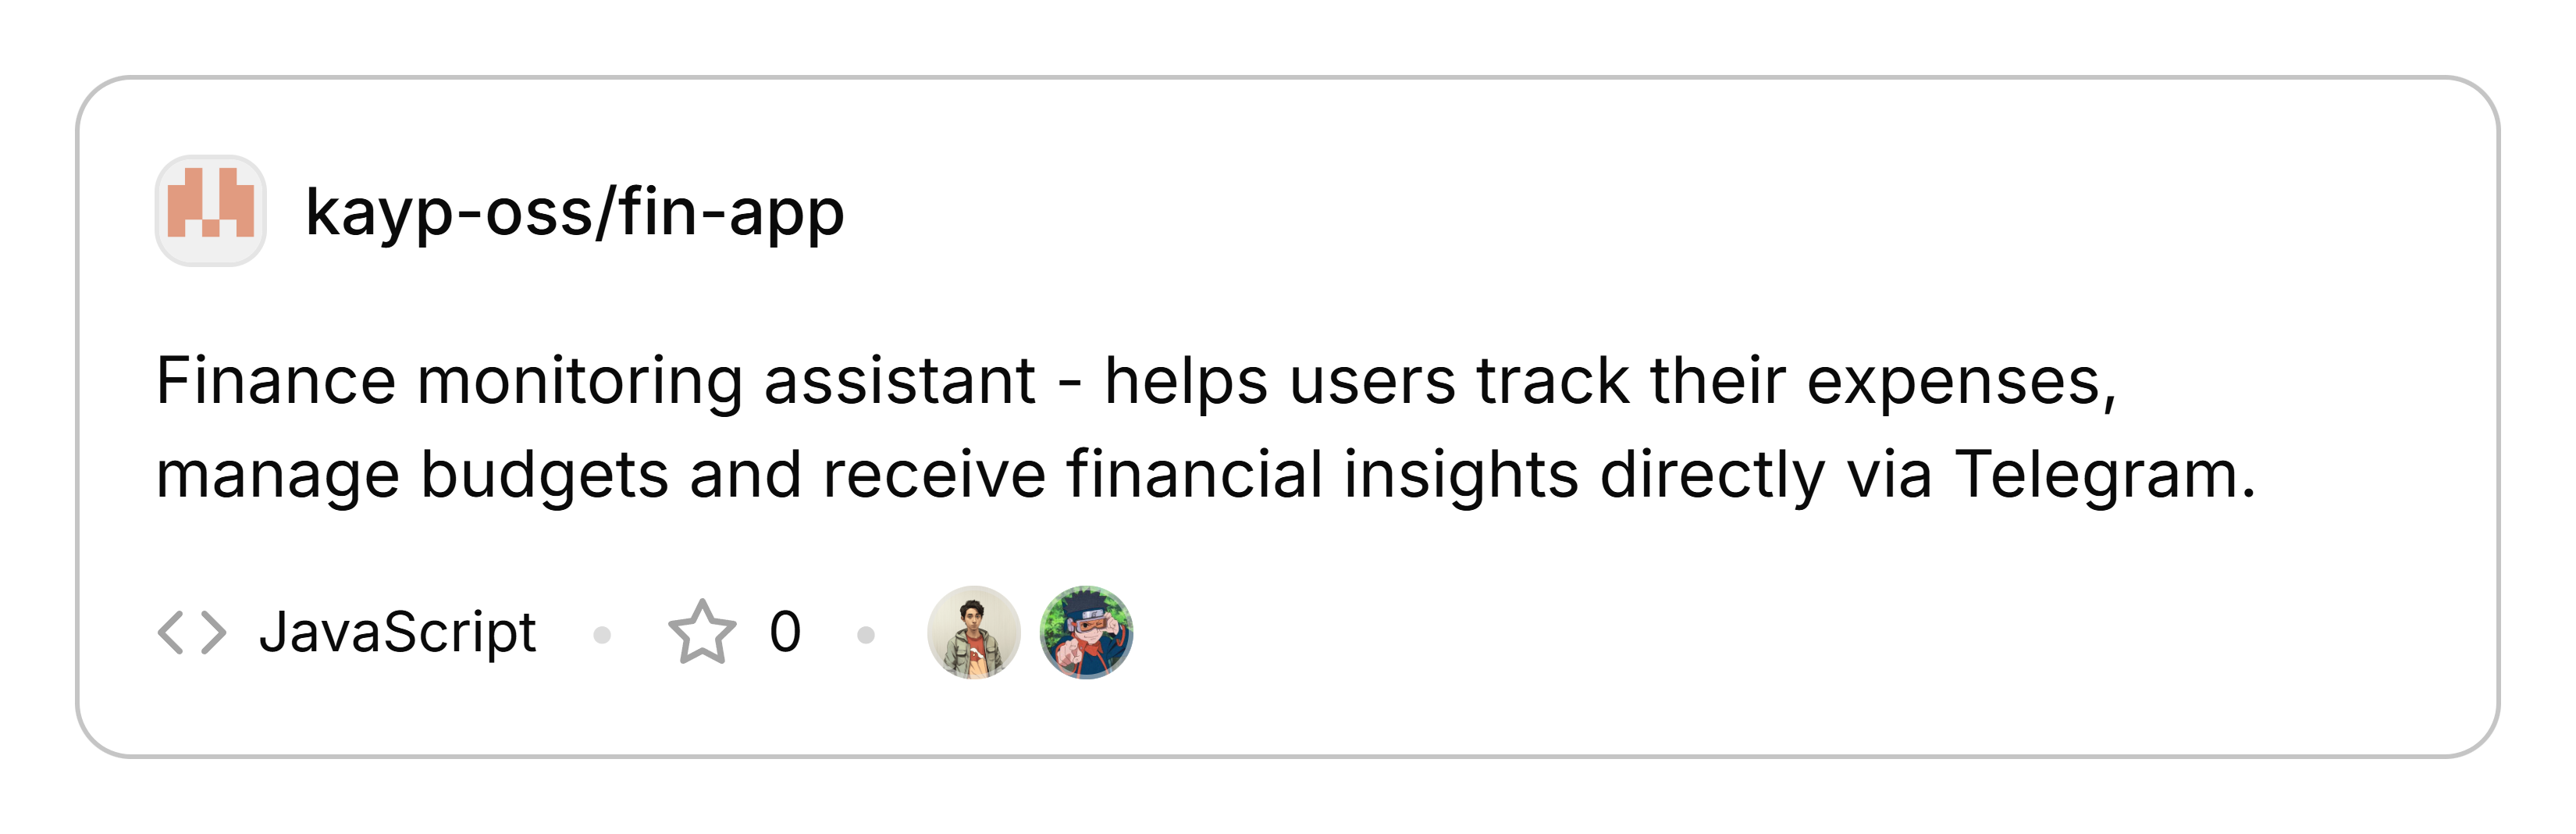 kayp-oss/fin-app
Finance monitoring assistant - helps users track their expenses,
manage budgets and receive financial insights directly via Telegram.
JavaScript
0